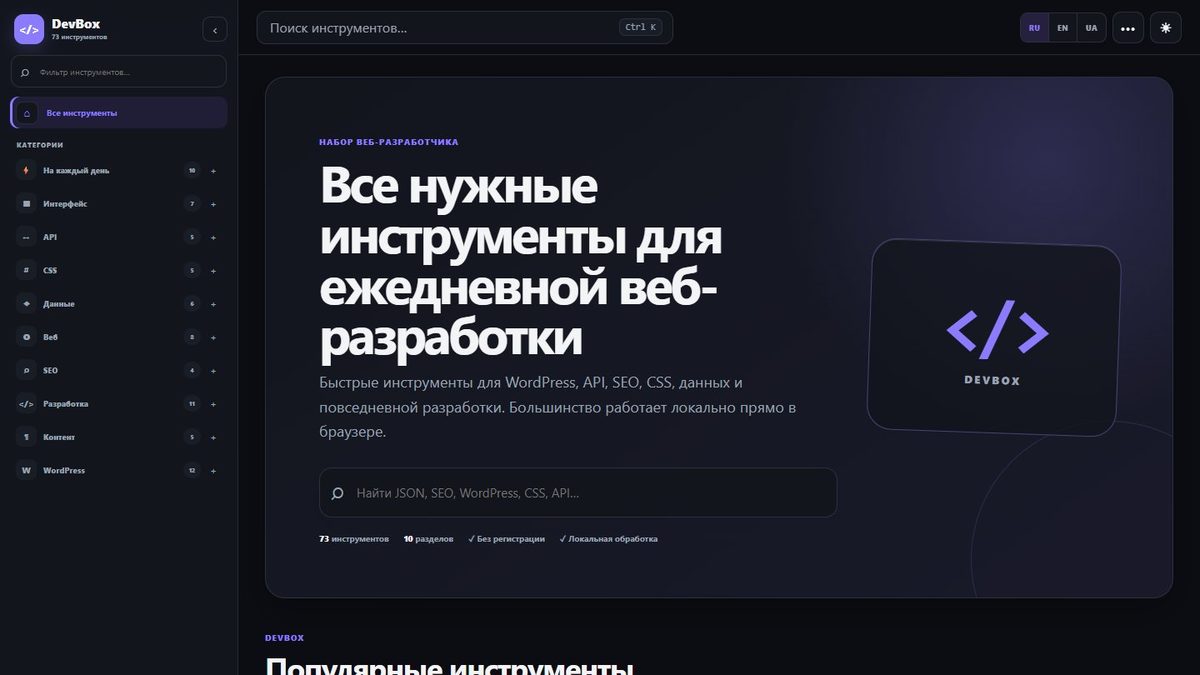 </> DevBox
73 инструментов
Фильтр инструментов...
Все инструменты
КАТЕГОРИИ
На каждый день 10 +
Интерфейс 7 +
API 5 +
# CSS 5 +
Данные 6 +
Веб 8 +
SEO 4 +
</> Разработка 11 +
¶ Контент 5 +
W WordPress 12 +
Поиск инструментов... Ctrl K
RU EN UA
НАБОР ВЕБ-РАЗРАБОТЧИКА
Все нужные
инструменты для
ежедневной веб-
разработки
Быстрые инструменты для WordPress, API, SEO, CSS, данных и
повседневной разработки. Большинство работает локально прямо в
браузере.
Найти JSON, SEO, WordPress, CSS, API...
73 инструментов 10 разделов ✓ Без регистрации ✓ Локальная обработка
</>
DEVBOX
DEVBOX
Популярные инструменты